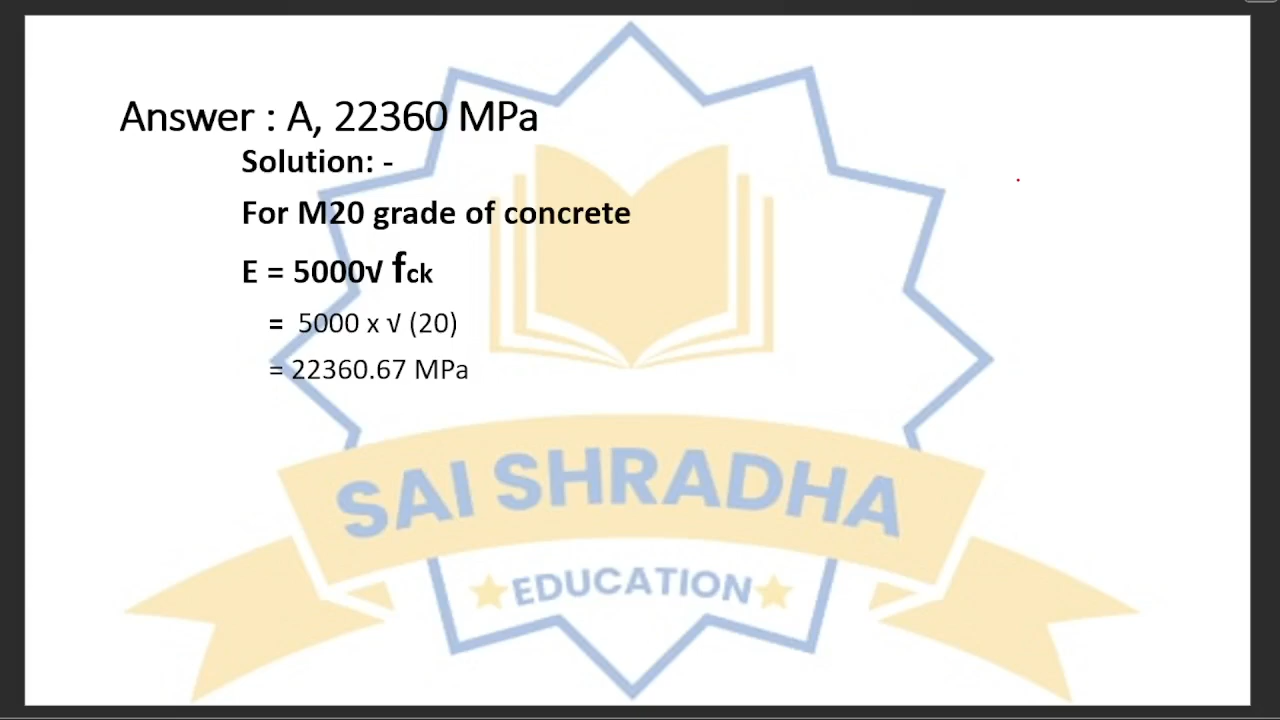 Answer : A, 22360 MPa
Solution: -
For M20 grade of concrete
E = 5000√ fck
= 5000 x √ (20)
= 22360.67 MPa
SAI SHRADHA
EDUCATION